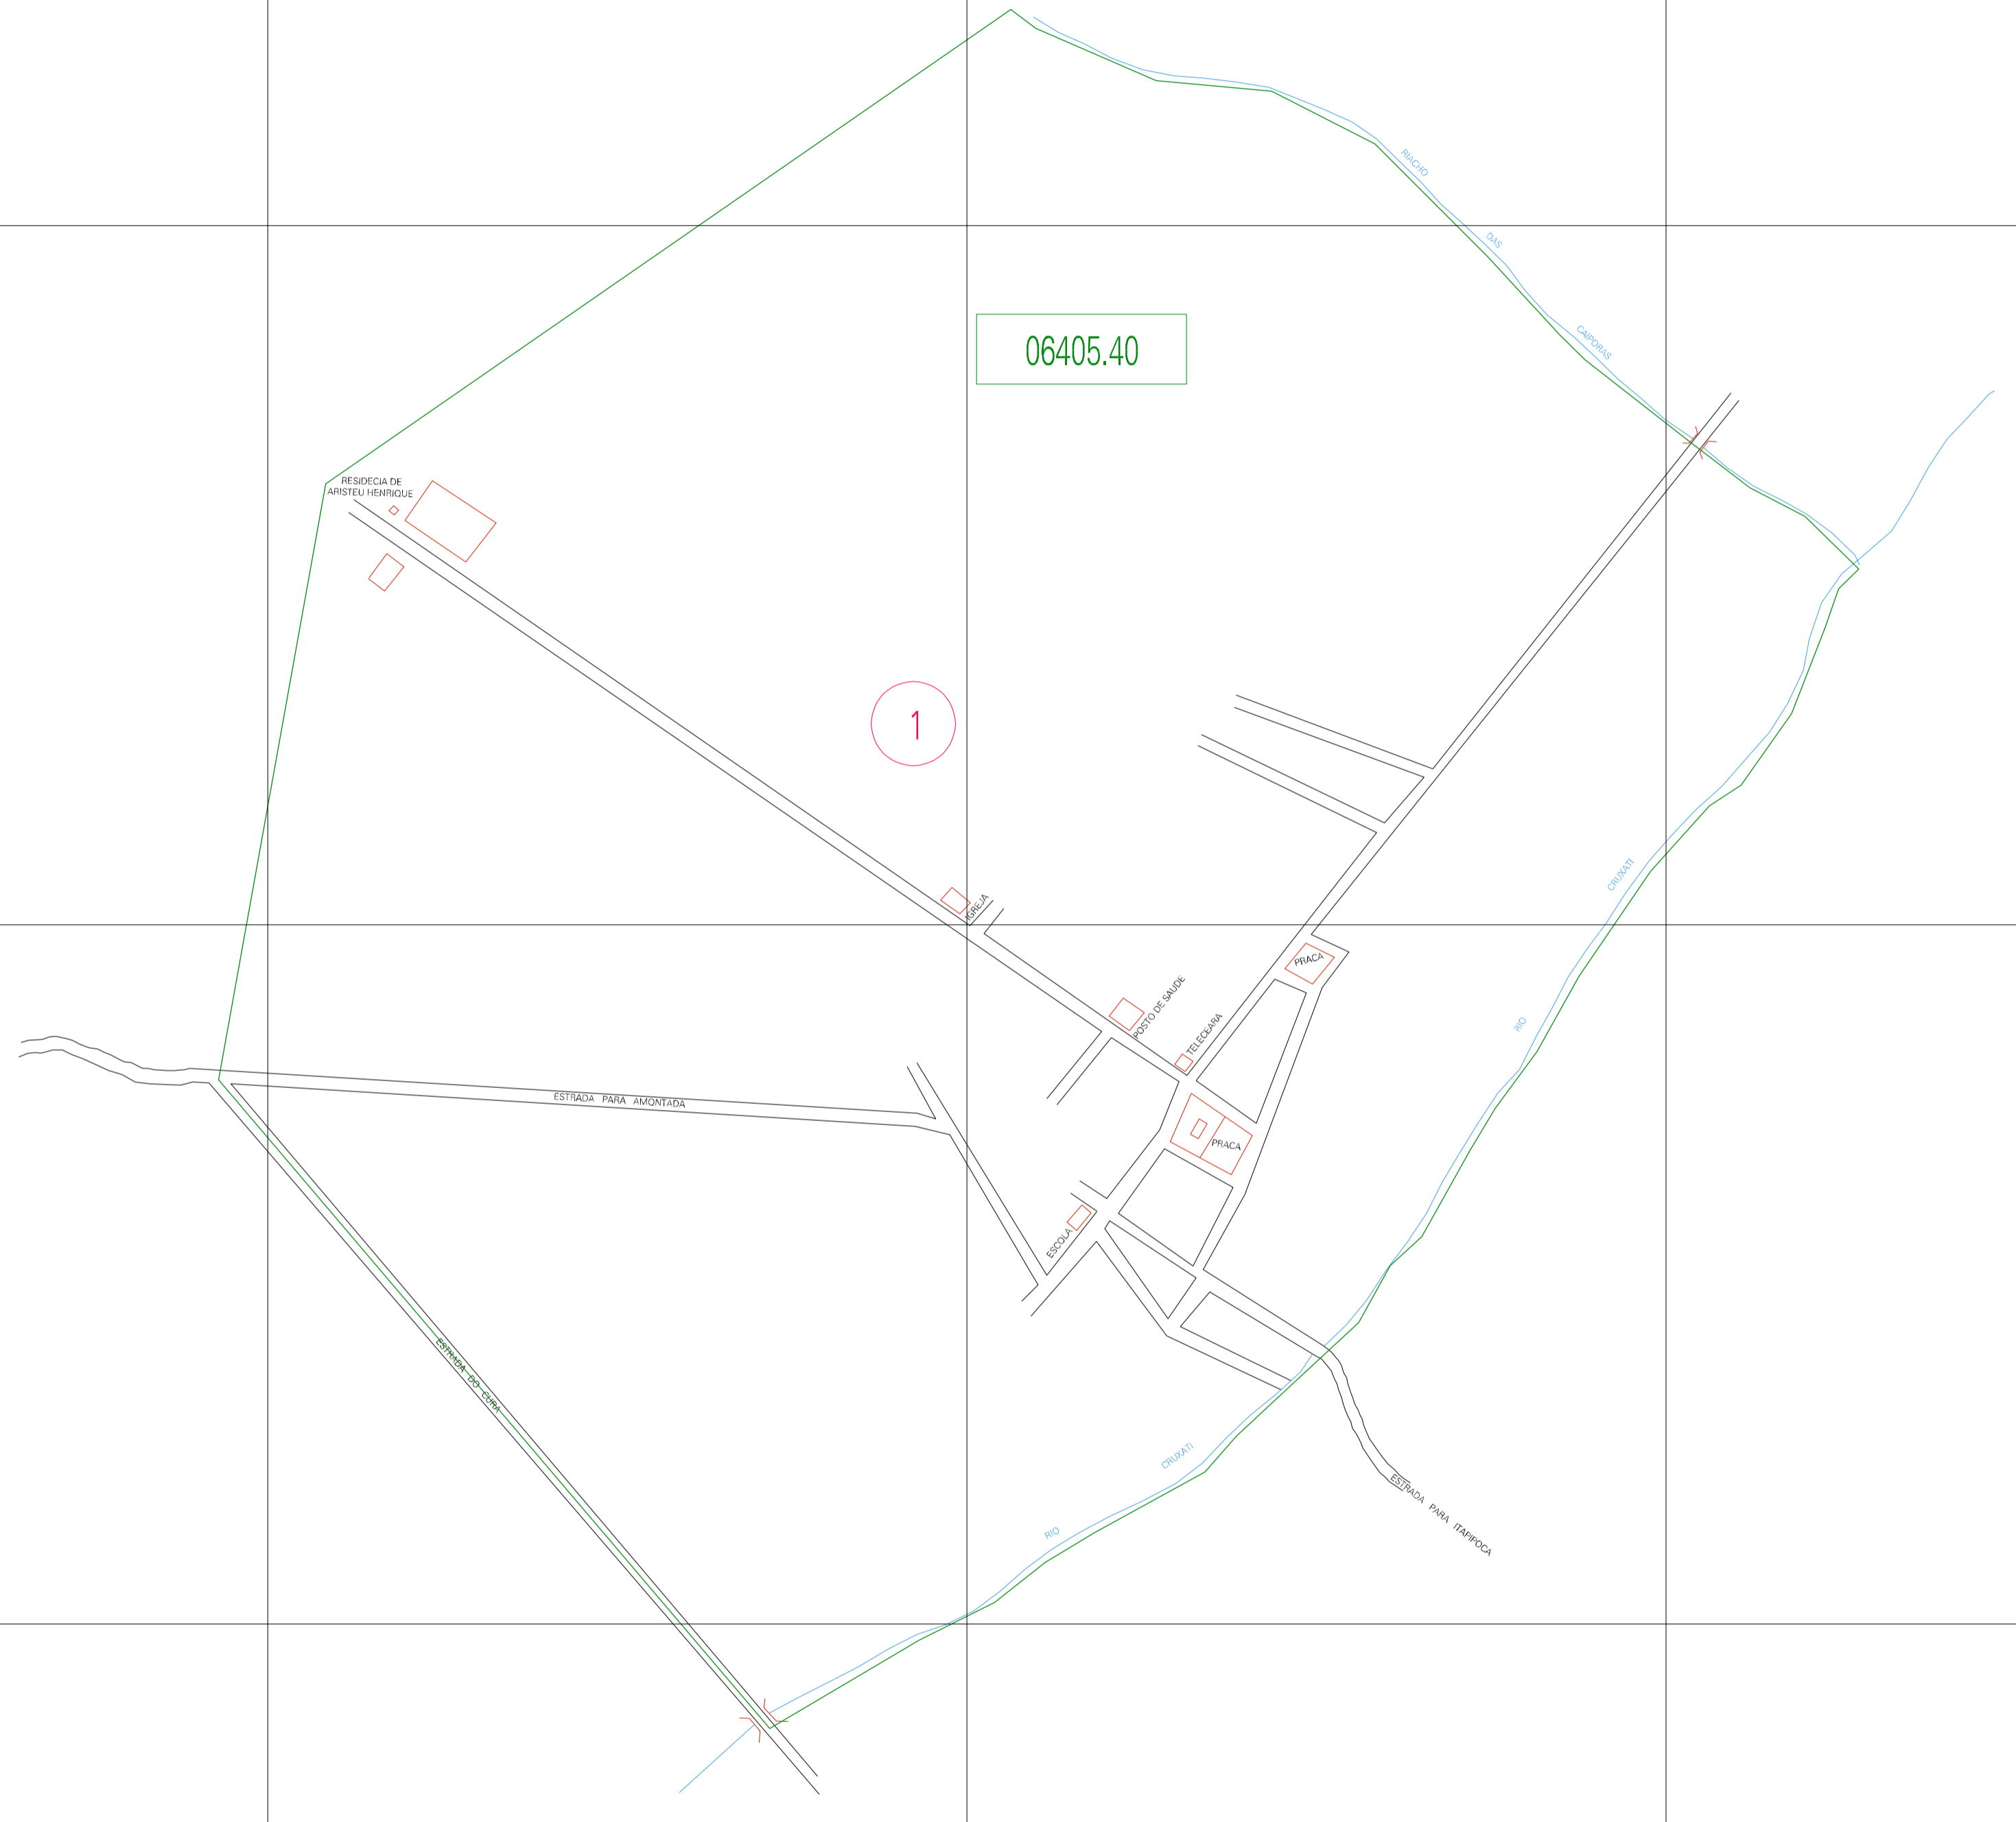 RIACHO
DAS
CAIPORAS
06405.40
RESIDECIA DE
ARISTEU HENRIQUE
1
CRUXATI
IGREJA
PRACA
POSTO DE SAUDE
TELECEARA
RIO
ESTRADA PARA AMONTADA
PRACA
ESCOLA
ESTRADA DO CURA
CRUXATI
ESTRADA PARA ITAPIPOCA
RIO